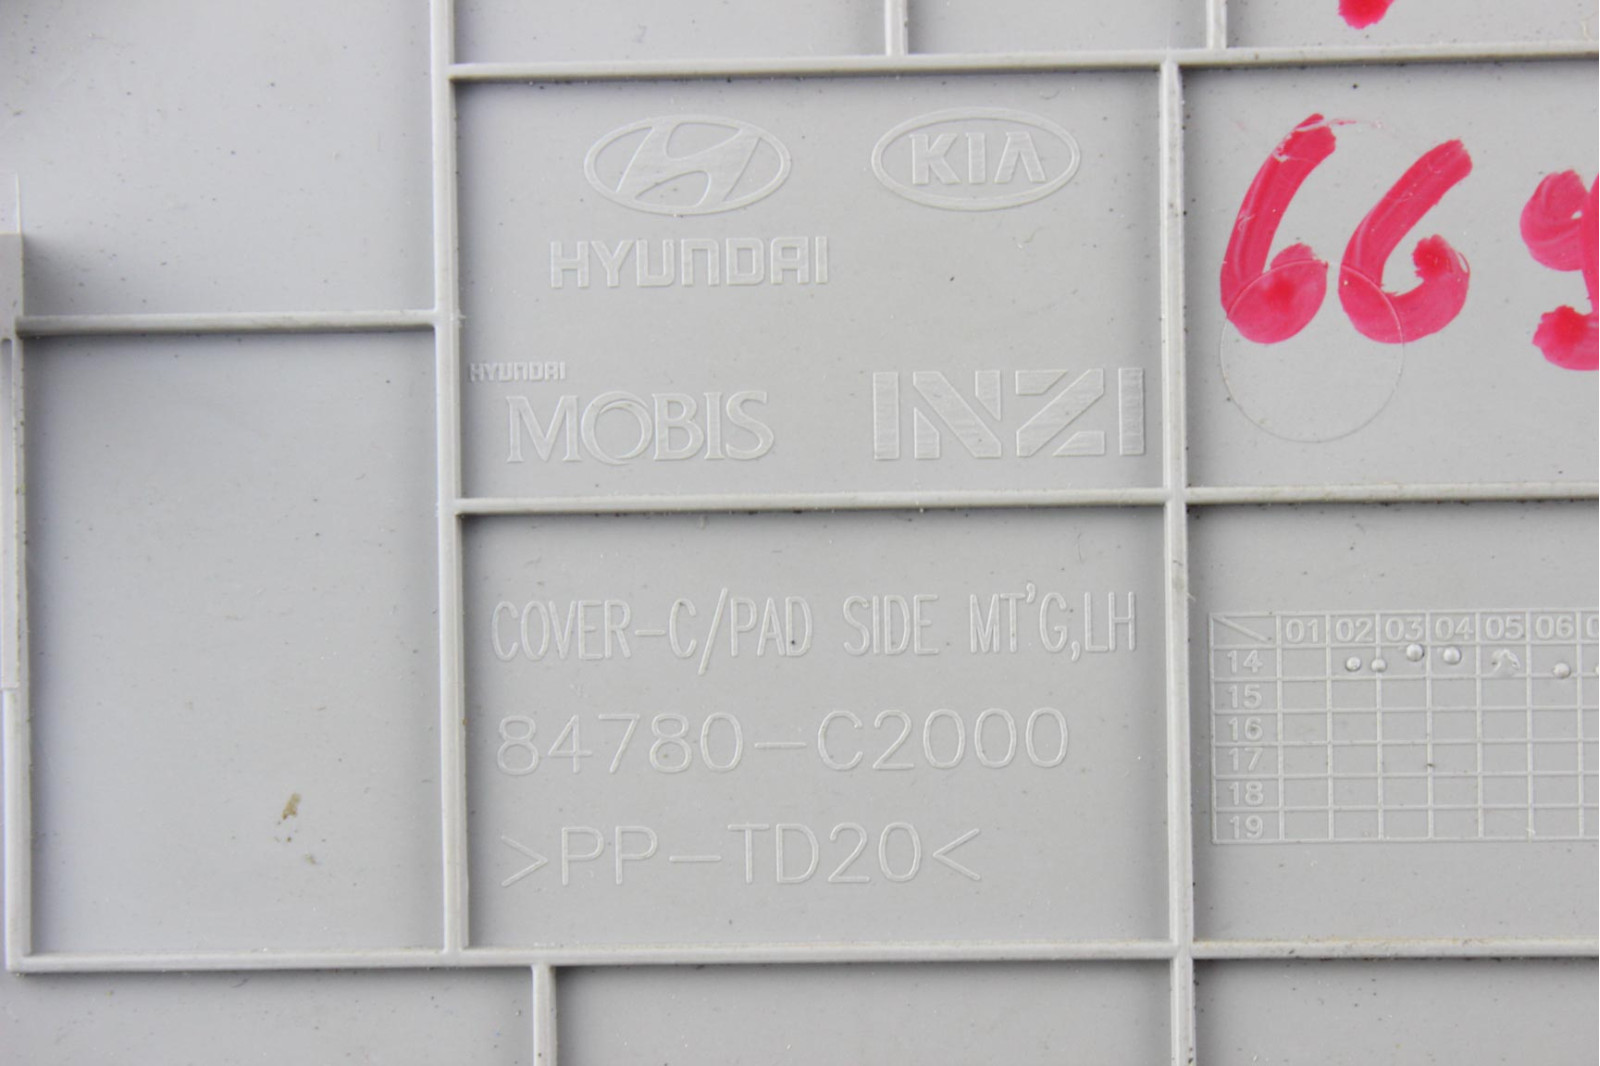 KIA
HYUNDAI
HYUNDAI
MOBIS
INZI
66
COVER-C/PAD SIDE MT'G,LH
84780-C2000
>PP-TD20<
01 02 03 04 05 06
14
15
16
17
18
19